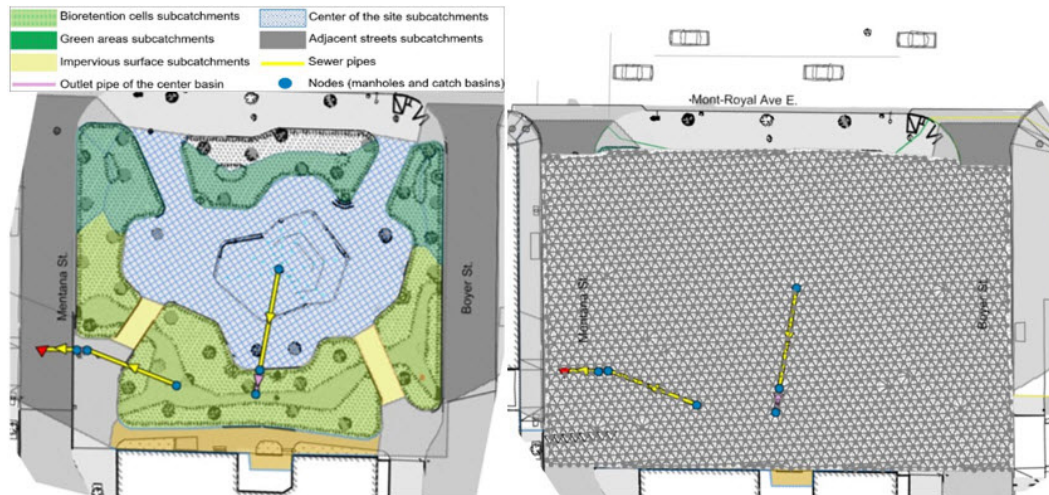 Bioretention cells subcatchments
Center of the site subcatchments
Green areas subcatchments
Adjacent streets subcatchments
Impervious surface subcatchments
Sewer pipes
Outlet pipe of the center basin
Nodes (manholes and catch basins)
Mont-Royal Ave E.
Mentana St.
Boyer St.
Mentana St.
Boyer St.